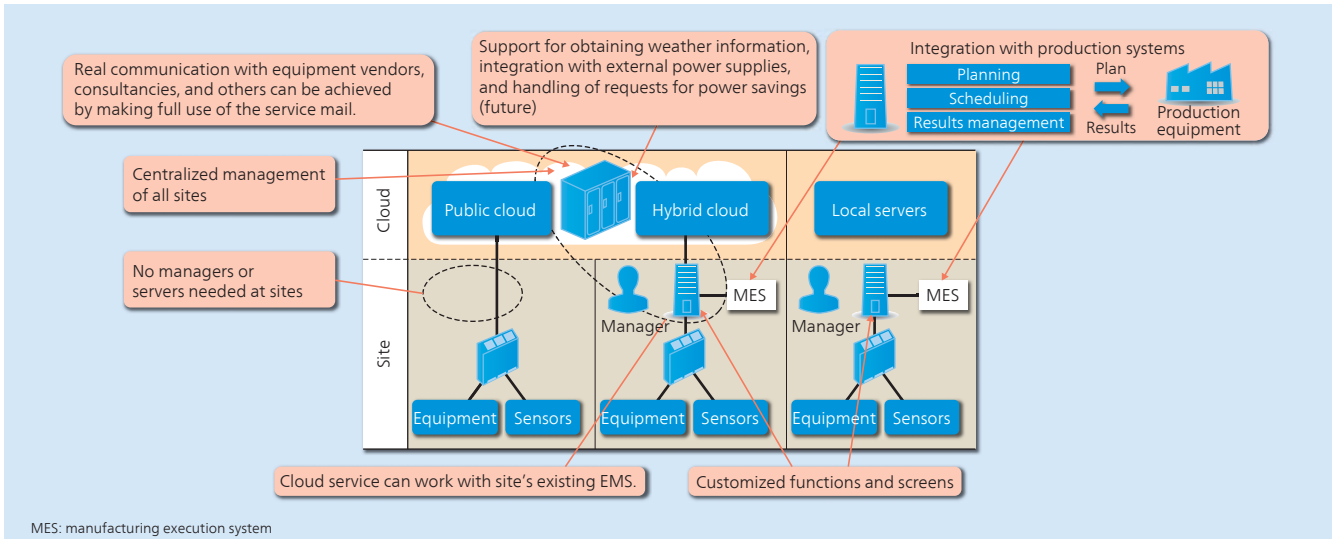 Real communication with equipment vendors,
consultancies, and others can be achieved
by making full use of the service mail.
Support for obtaining weather information,
integration with external power supplies,
and handling of requests for power savings
(future)
Integration with production systems
Planning
Scheduling
Results management
Plan
Results
Production
equipment
Centralized management
of all sites
No managers or
servers needed at sites
Cloud
Public cloud
Hybrid cloud
Local servers
Site
Manager
MES
Manager
MES
Equipment
Sensors
Equipment
Sensors
Equipment
Sensors
Cloud service can work with site's existing EMS.
Customized functions and screens
MES: manufacturing execution system